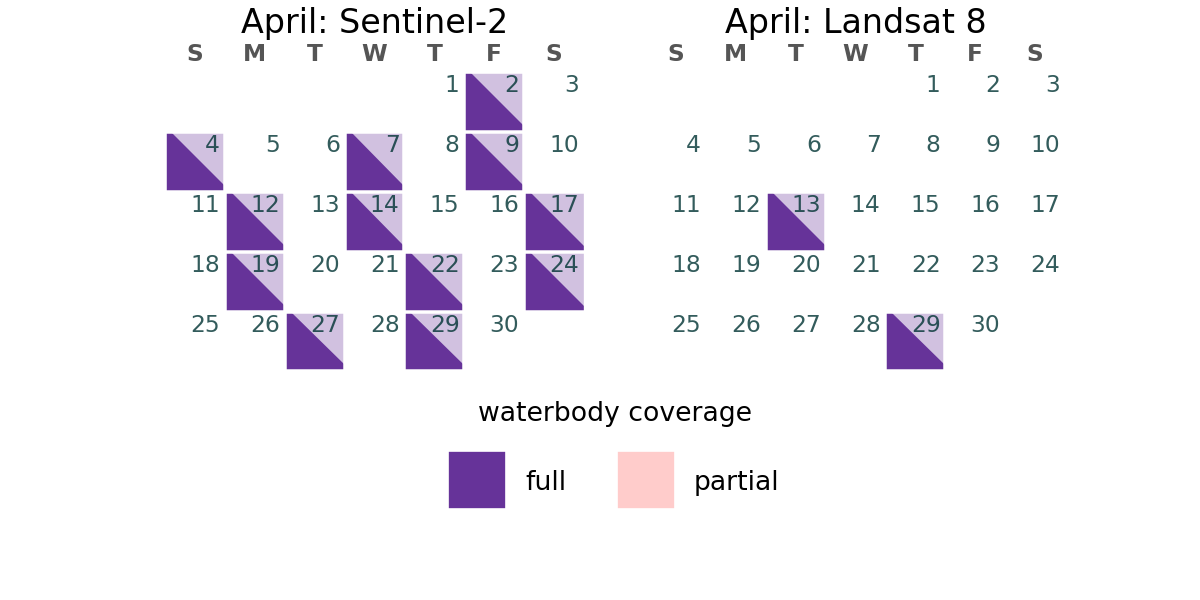 April: Sentinel-2
S M T W T F S
1 2 3
4 5 6 7 8 9 10
11 12 13 14 15 16 17
18 19 20 21 22 23 24
25 26 27 28 29 30
April: Landsat 8
S M T W T F S
1 2 3
4 5 6 7 8 9 10
11 12 13 14 15 16 17
18 19 20 21 22 23 24
25 26 27 28 29 30
waterbody coverage
full
partial